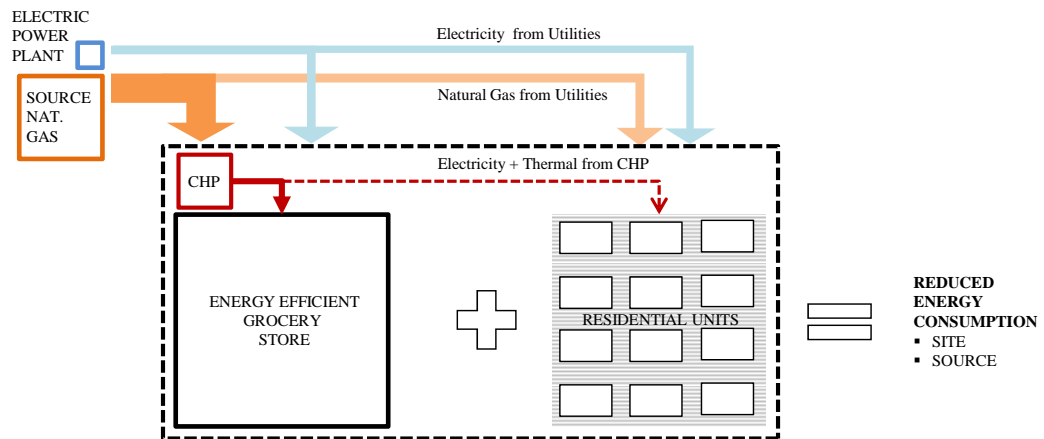 ELECTRIC
POWER
PLANT
Electricity from Utilities
SOURCE
NAT.
GAS
Natural Gas from Utilities
CHP
Electricity + Thermal from CHP
ENERGY EFFICIENT
GROCERY
STORE
RESIDENTIAL UNITS
REDUCED
ENERGY
CONSUMPTION
▪ SITE
▪ SOURCE